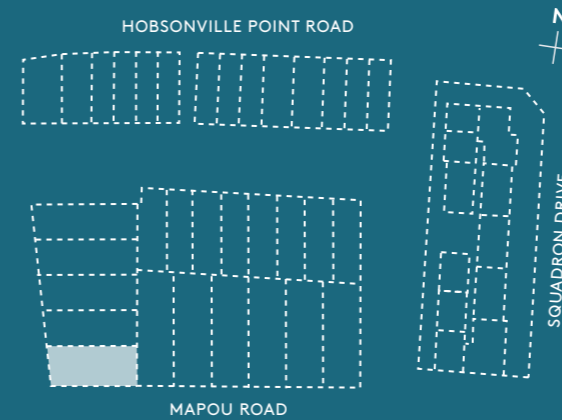 HOBSONVILLE POINT ROAD
N
SQUADRON DRIVE
MAPOU ROAD